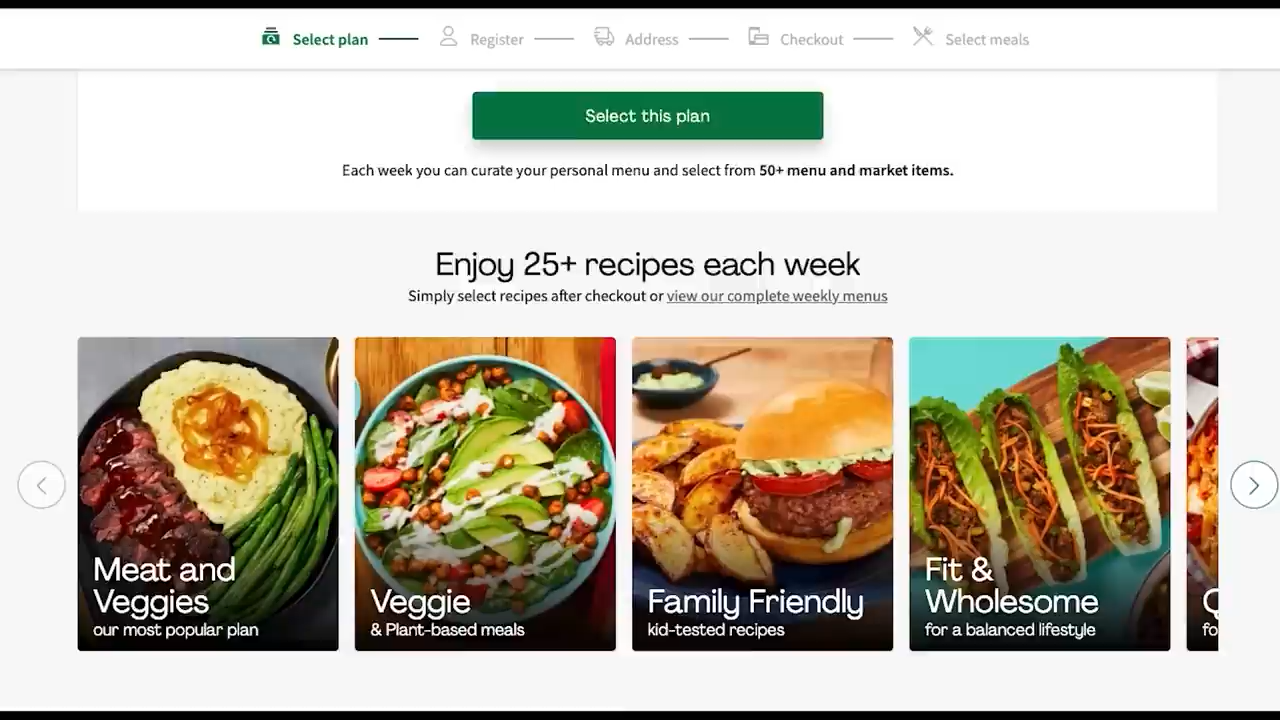 Select plan
Register
Address
Checkout
Select meals
Select this plan
Each week you can curate your personal menu and select from 50+ menu and market items.
Enjoy 25+ recipes each week
Simply select recipes after checkout or view our complete weekly menus
Meat and
Veggies
our most popular plan
Veggie
& Plant-based meals
Family Friendly
kid-tested recipes
Fit &
Wholesome
for a balanced lifestyle